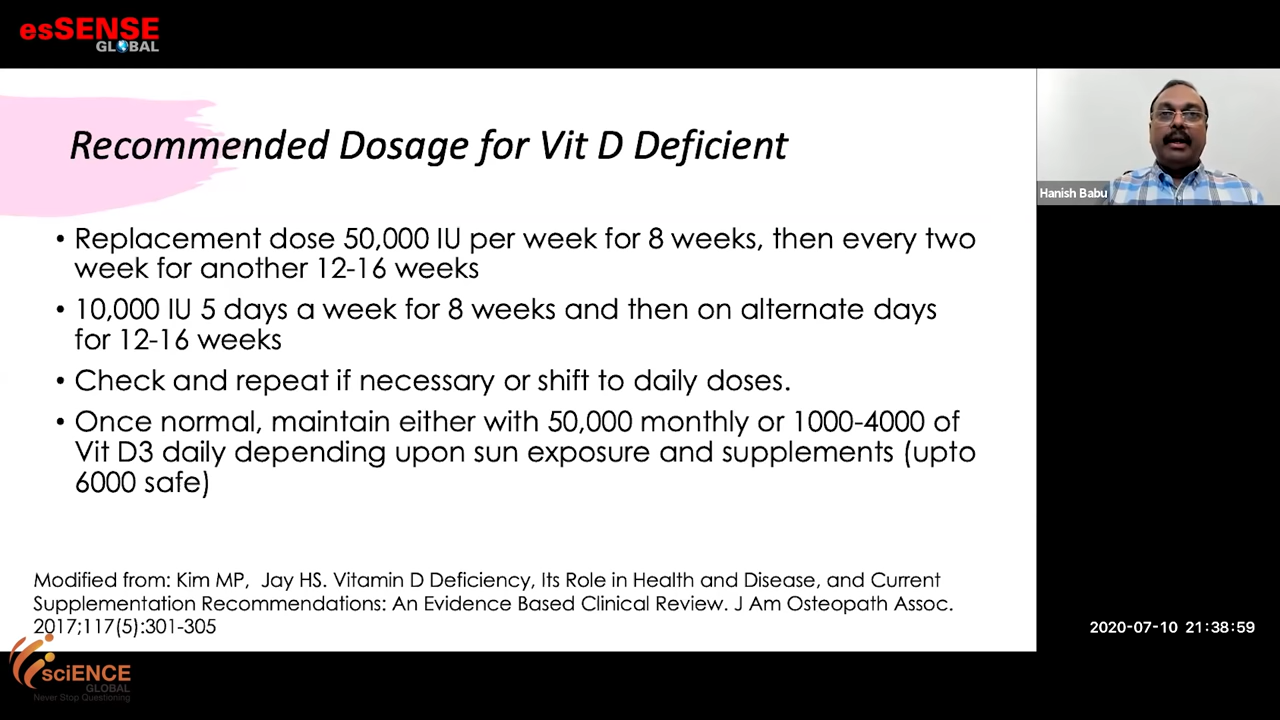 esSENSE
GLOBAL
Recommended Dosage for Vit D Deficient
Hanish Babu
• Replacement dose 50,000 IU per week for 8 weeks, then every two
week for another 12-16 weeks
• 10,000 IU 5 days a week for 8 weeks and then on alternate days
for 12-16 weeks
• Check and repeat if necessary or shift to daily doses.
• Once normal, maintain either with 50,000 monthly or 1000-4000 of
Vit D3 daily depending upon sun exposure and supplements (upto
6000 safe)
Modified from: Kim MP, Jay HS. Vitamin D Deficiency, Its Role in Health and Disease, and Current
Supplementation Recommendations: An Evidence Based Clinical Review. J Am Osteopath Assoc.
2017;117(5):301-305
2020-07-10 21:38:59
sciENCE
GLOBAL
Never Stop Questioning